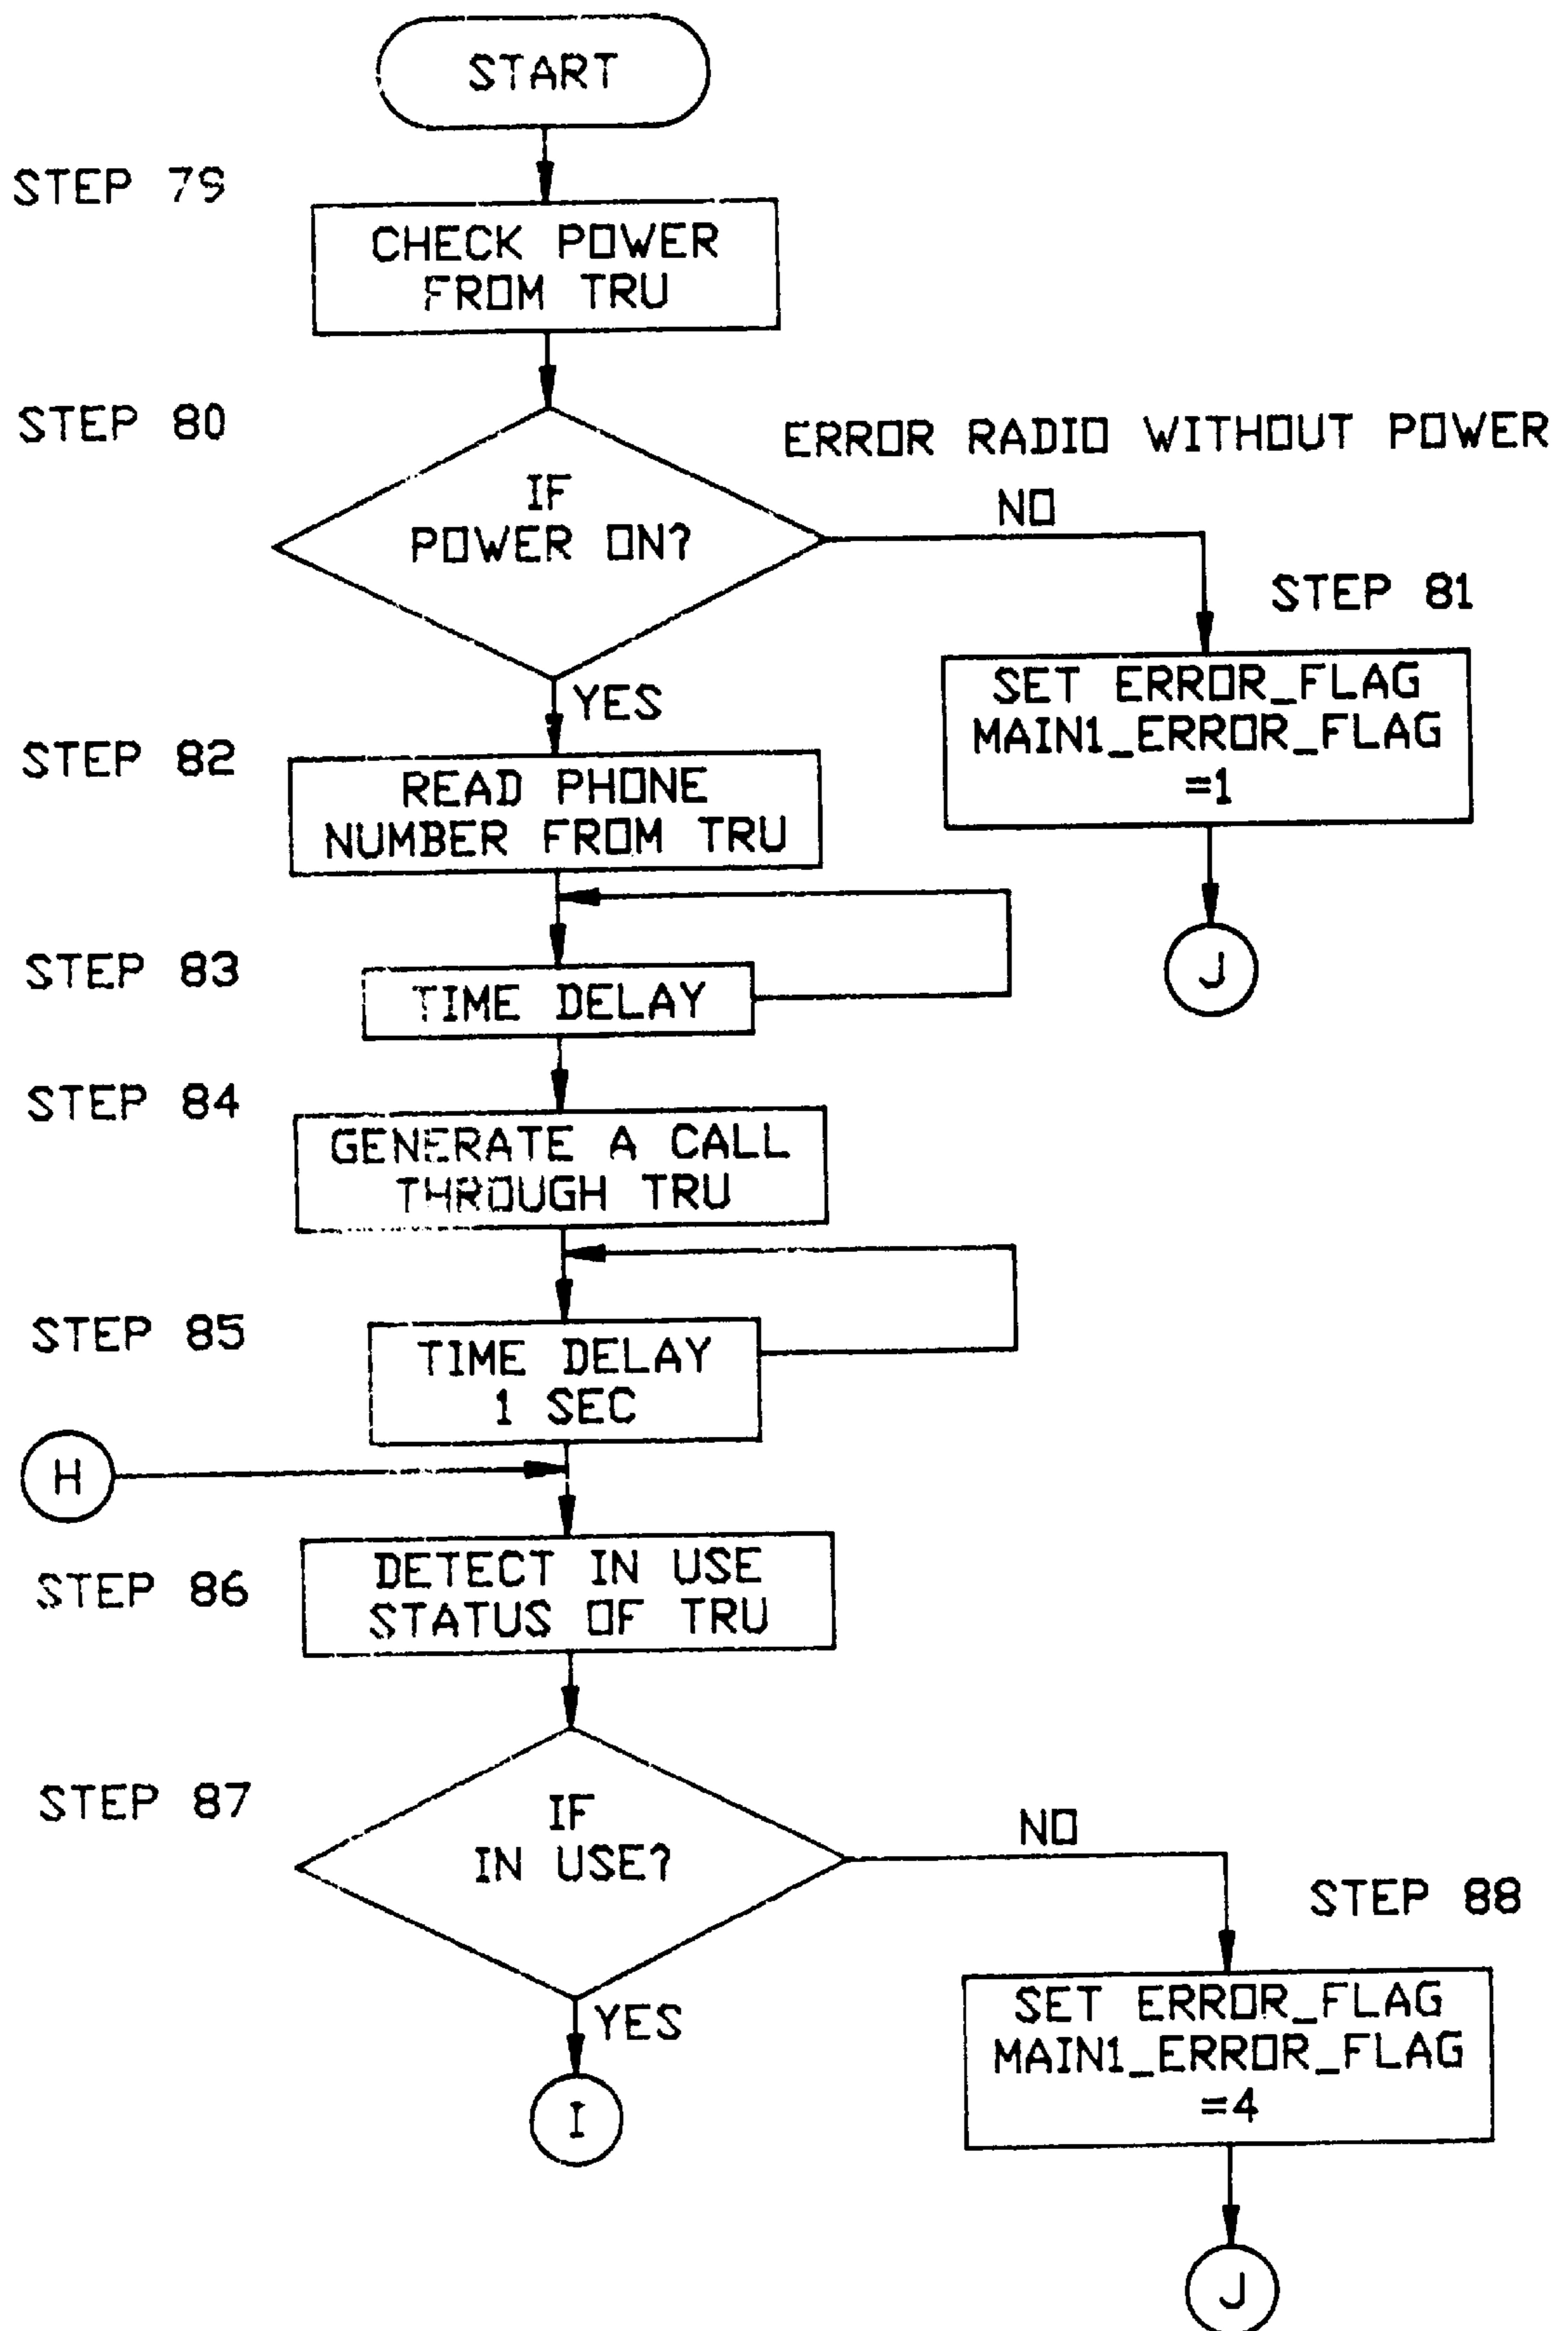 START
STEP 79
CHECK POWER
FROM TRU
STEP 80
IF
POWER ON?
ERROR RADIO WITHOUT POWER
NO
STEP 81
SET ERROR_FLAG
MAIN1_ERROR_FLAG
=1
J
YES
STEP 82
READ PHONE
NUMBER FROM TRU
STEP 83
TIME DELAY
STEP 84
GENERATE A CALL
THROUGH TRU
STEP 85
TIME DELAY
1 SEC
H
STEP 86
DETECT IN USE
STATUS OF TRU
STEP 87
IF
IN USE?
NO
STEP 88
SET ERROR_FLAG
MAIN1_ERROR_FLAG
=4
J
YES
I